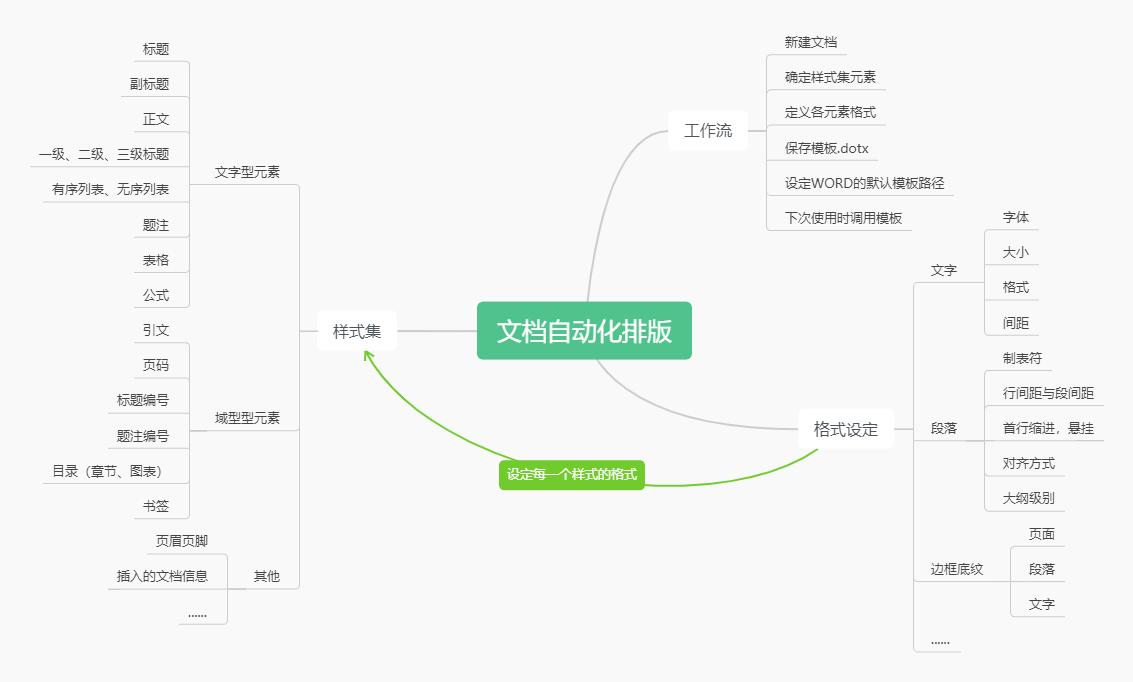 文档自动化排版
工作流
新建文档
确定样式集元素
定义各元素格式
保存模板.dotx
设定WORD的默认模板路径
下次使用时调用模板
格式设定
文字
字体
大小
格式
间距
段落
制表符
行间距与段间距
首行缩进，悬挂
对齐方式
大纲级别
边框底纹
页面
段落
文字
......
设定每一个样式的格式
样式集
文字型元素
标题
副标题
正文
一级、二级、三级标题
有序列表、无序列表
题注
表格
公式
域型型元素
引文
页码
标题编号
题注编号
目录（章节、图表）
书签
其他
页眉页脚
插入的文档信息
......